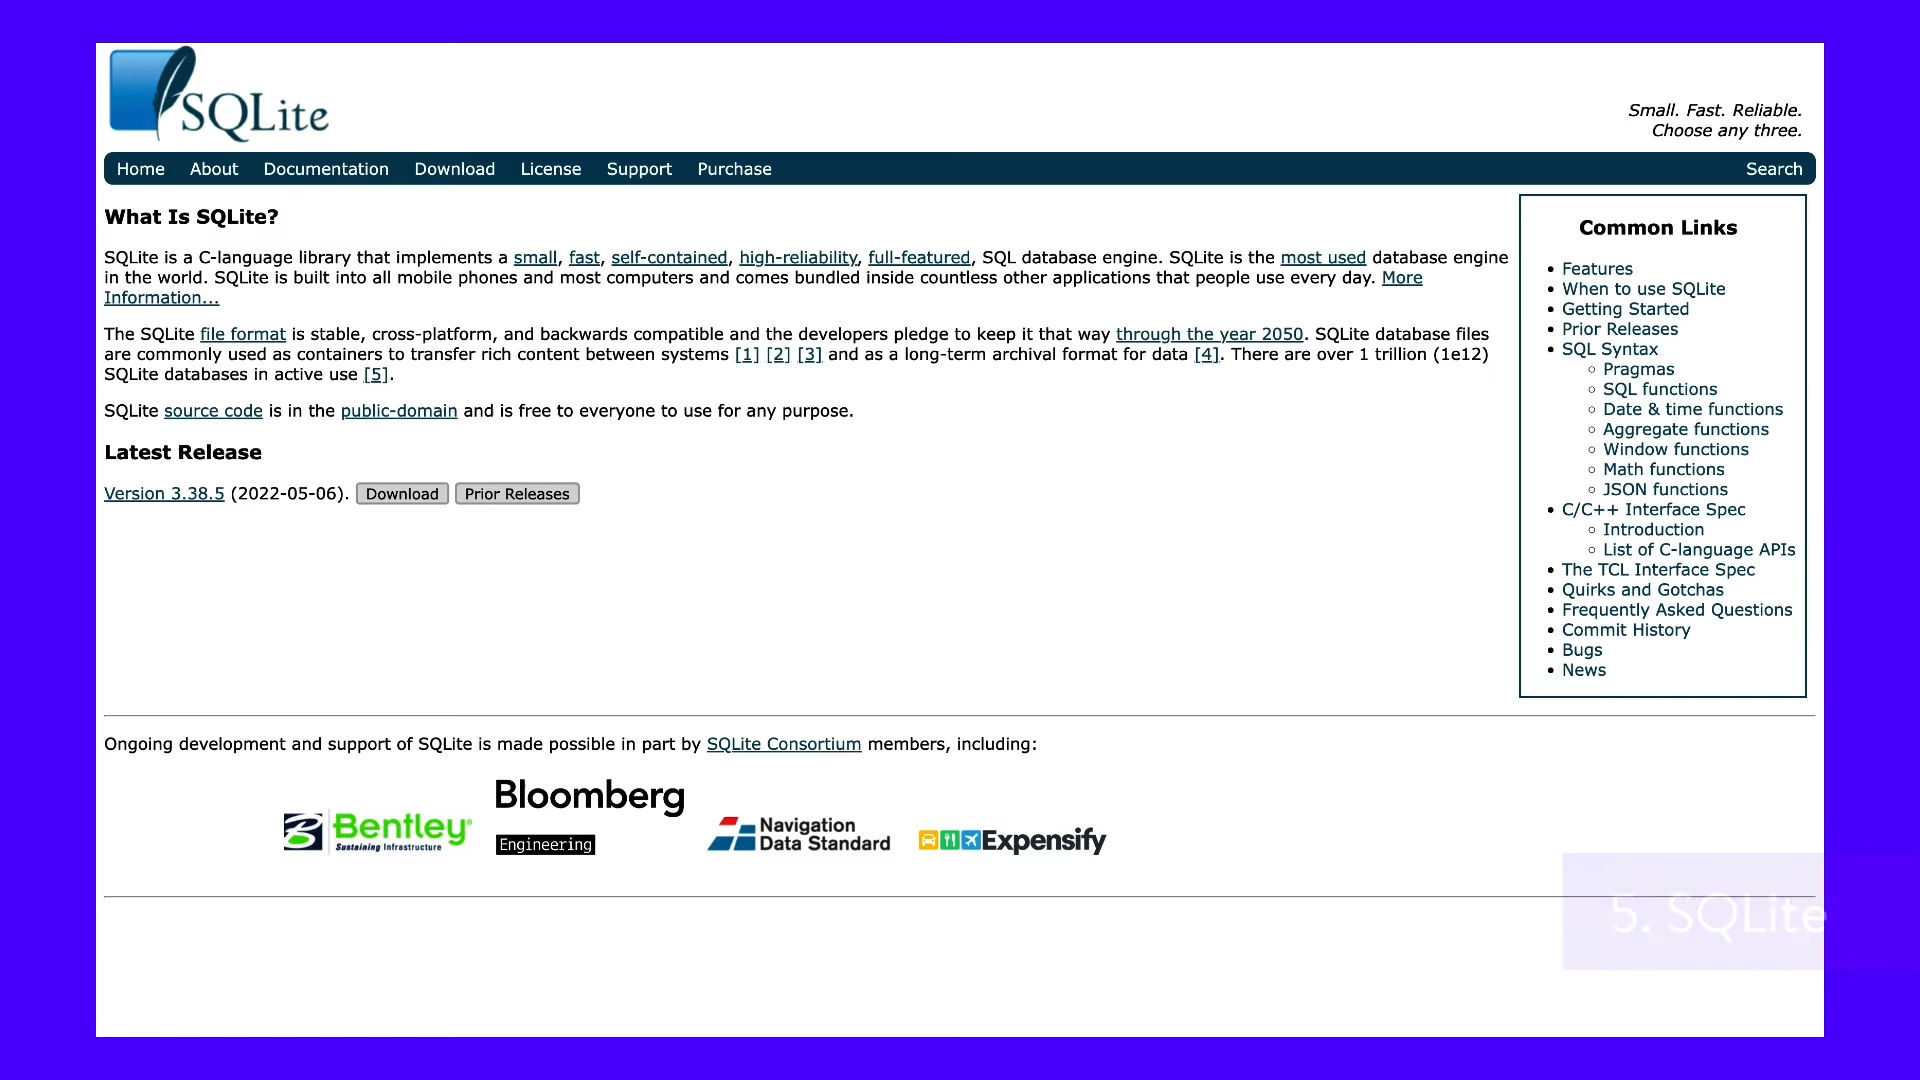 SQLite
Small. Fast. Reliable.
Choose any three.
Home About Documentation Download License Support Purchase Search
What Is SQLite?
SQLite is a C-language library that implements a small, fast, self-contained, high-reliability, full-featured, SQL database engine. SQLite is the most used database engine
in the world. SQLite is built into all mobile phones and most computers and comes bundled inside countless other applications that people use every day. More
Information...
The SQLite file format is stable, cross-platform, and backwards compatible and the developers pledge to keep it that way through the year 2050. SQLite database files
are commonly used as containers to transfer rich content between systems [1] [2] [3] and as a long-term archival format for data [4]. There are over 1 trillion (1e12)
SQLite databases in active use [5].
SQLite source code is in the public-domain and is free to everyone to use for any purpose.
Latest Release
Version 3.38.5 (2022-05-06). Download Prior Releases
Common Links
• Features
• When to use SQLite
• Getting Started
• Prior Releases
• SQL Syntax
◦ Pragmas
◦ SQL functions
◦ Date & time functions
◦ Aggregate functions
◦ Window functions
◦ Math functions
◦ JSON functions
• C/C++ Interface Spec
◦ Introduction
◦ List of C-language APIs
• The TCL Interface Spec
• Quirks and Gotchas
• Frequently Asked Questions
• Commit History
• Bugs
• News
Ongoing development and support of SQLite is made possible in part by SQLite Consortium members, including:
Bentley®
Sustaining Infrastructure
Bloomberg
Engineering
Navigation
Data Standard
Expensify
5. SQLite